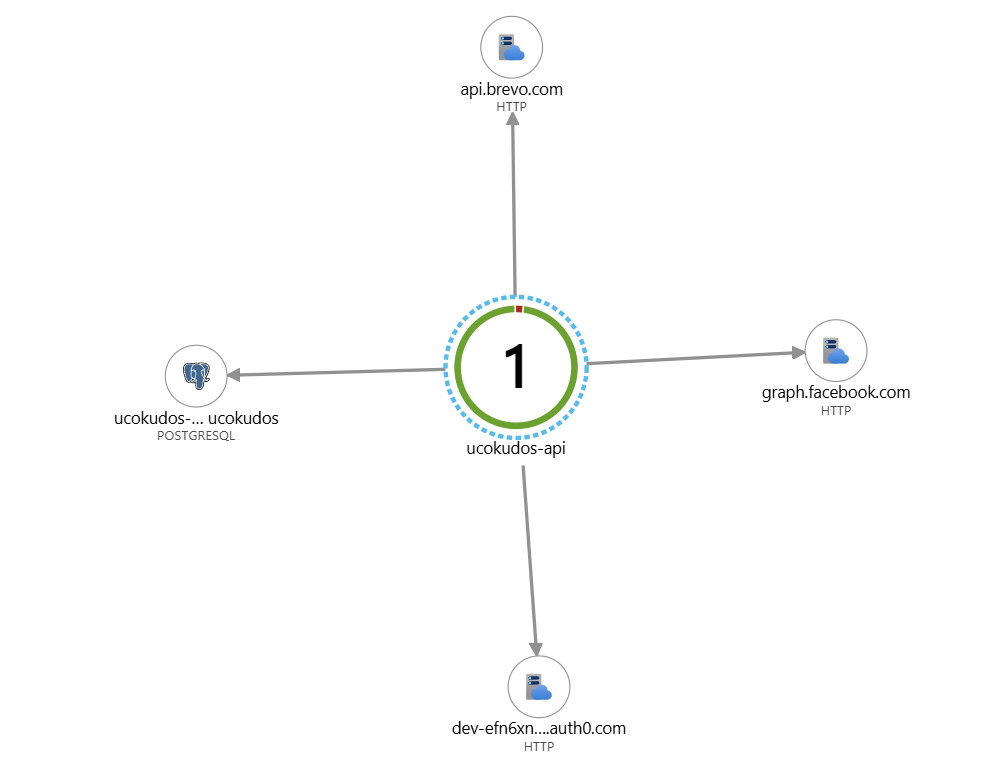 api.brevo.com
HTTP
1
graph.facebook.com
HTTP
ucokudos-... ucokudos
POSTGRESQL
ucokudos-api
dev-efn6xn....auth0.com
HTTP